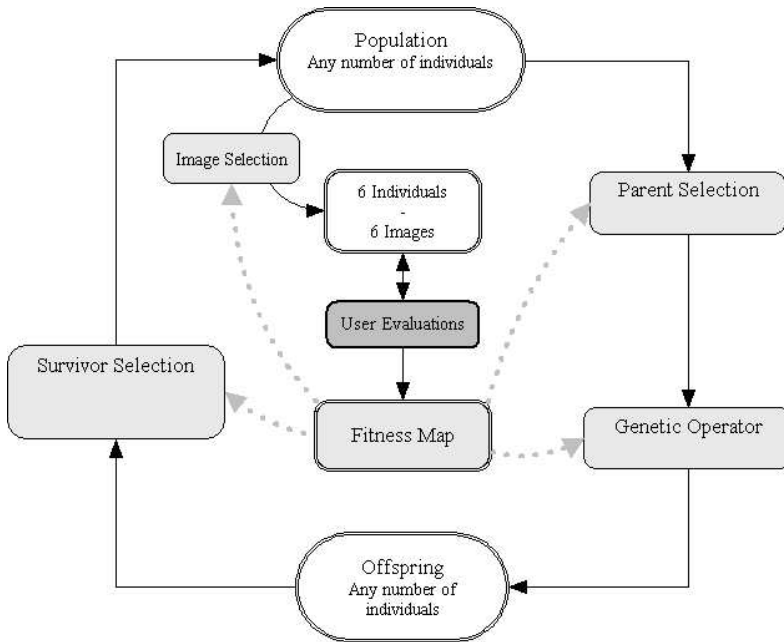 Population
Any number of individuals
Image Selection
6 Individuals
-
6 Images
Parent Selection
User Evaluations
Survivor Selection
Fitness Map
Genetic Operator
Offspring
Any number of
individuals